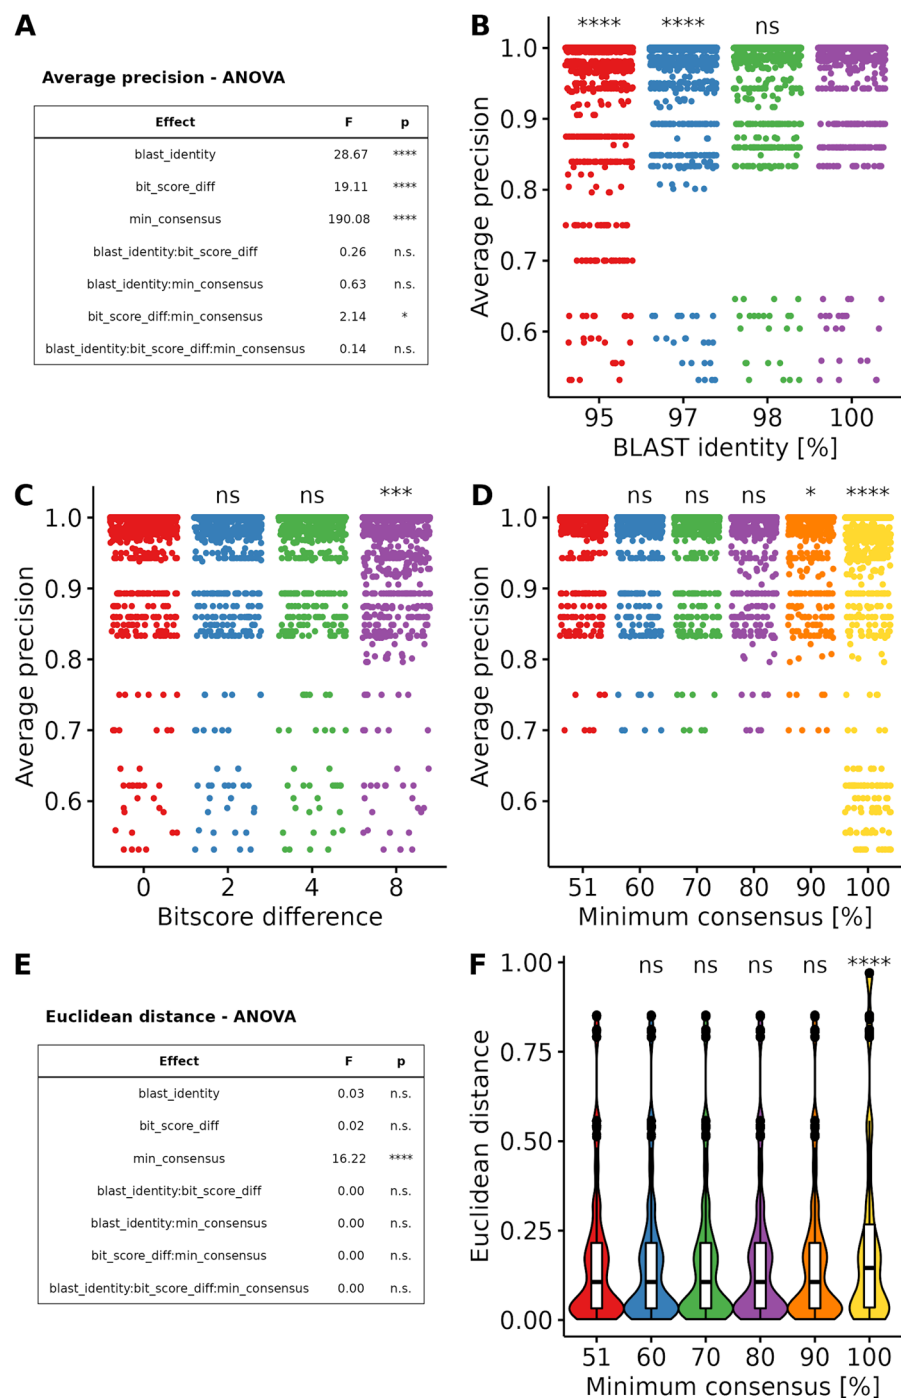 A
Average precision - ANOVA
Effect F p
blast_identity 28.67 ****
bit_score_diff 19.11 ****
min_consensus 190.08 ****
blast_identity:bit_score_diff 0.26 n.s.
blast_identity:min_consensus 0.63 n.s.
bit_score_diff:min_consensus 2.14 *
blast_identity:bit_score_diff:min_consensus 0.14 n.s.
B
**** **** ns
Average precision
1.0
0.9
0.8
0.7
0.6
95 97 98 100
BLAST identity [%]
C
ns ns ***
Average precision
1.0
0.9
0.8
0.7
0.6
0 2 4 8
Bitscore difference
D
ns ns ns * ****
Average precision
1.0
0.9
0.8
0.7
0.6
51 60 70 80 90 100
Minimum consensus [%]
E
Euclidean distance - ANOVA
Effect F p
blast_identity 0.03 n.s.
bit_score_diff 0.02 n.s.
min_consensus 16.22 ****
blast_identity:bit_score_diff 0.00 n.s.
blast_identity:min_consensus 0.00 n.s.
bit_score_diff:min_consensus 0.00 n.s.
blast_identity:bit_score_diff:min_consensus 0.00 n.s.
F
ns ns ns ns ****
Euclidean distance
1.00
0.75
0.50
0.25
0.00
51 60 70 80 90 100
Minimum consensus [%]